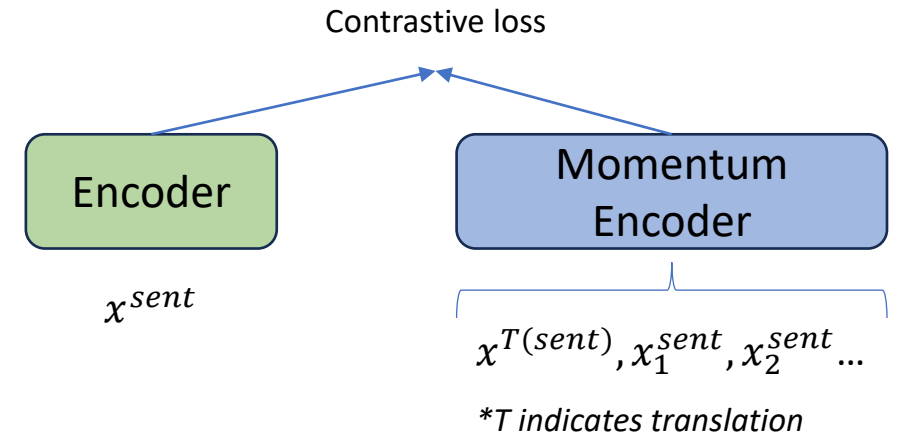 Contrastive loss
Encoder
Momentum
Encoder
x^{sent}
x^{T(sent)}, x_1^{sent}, x_2^{sent}…
*T indicates translation